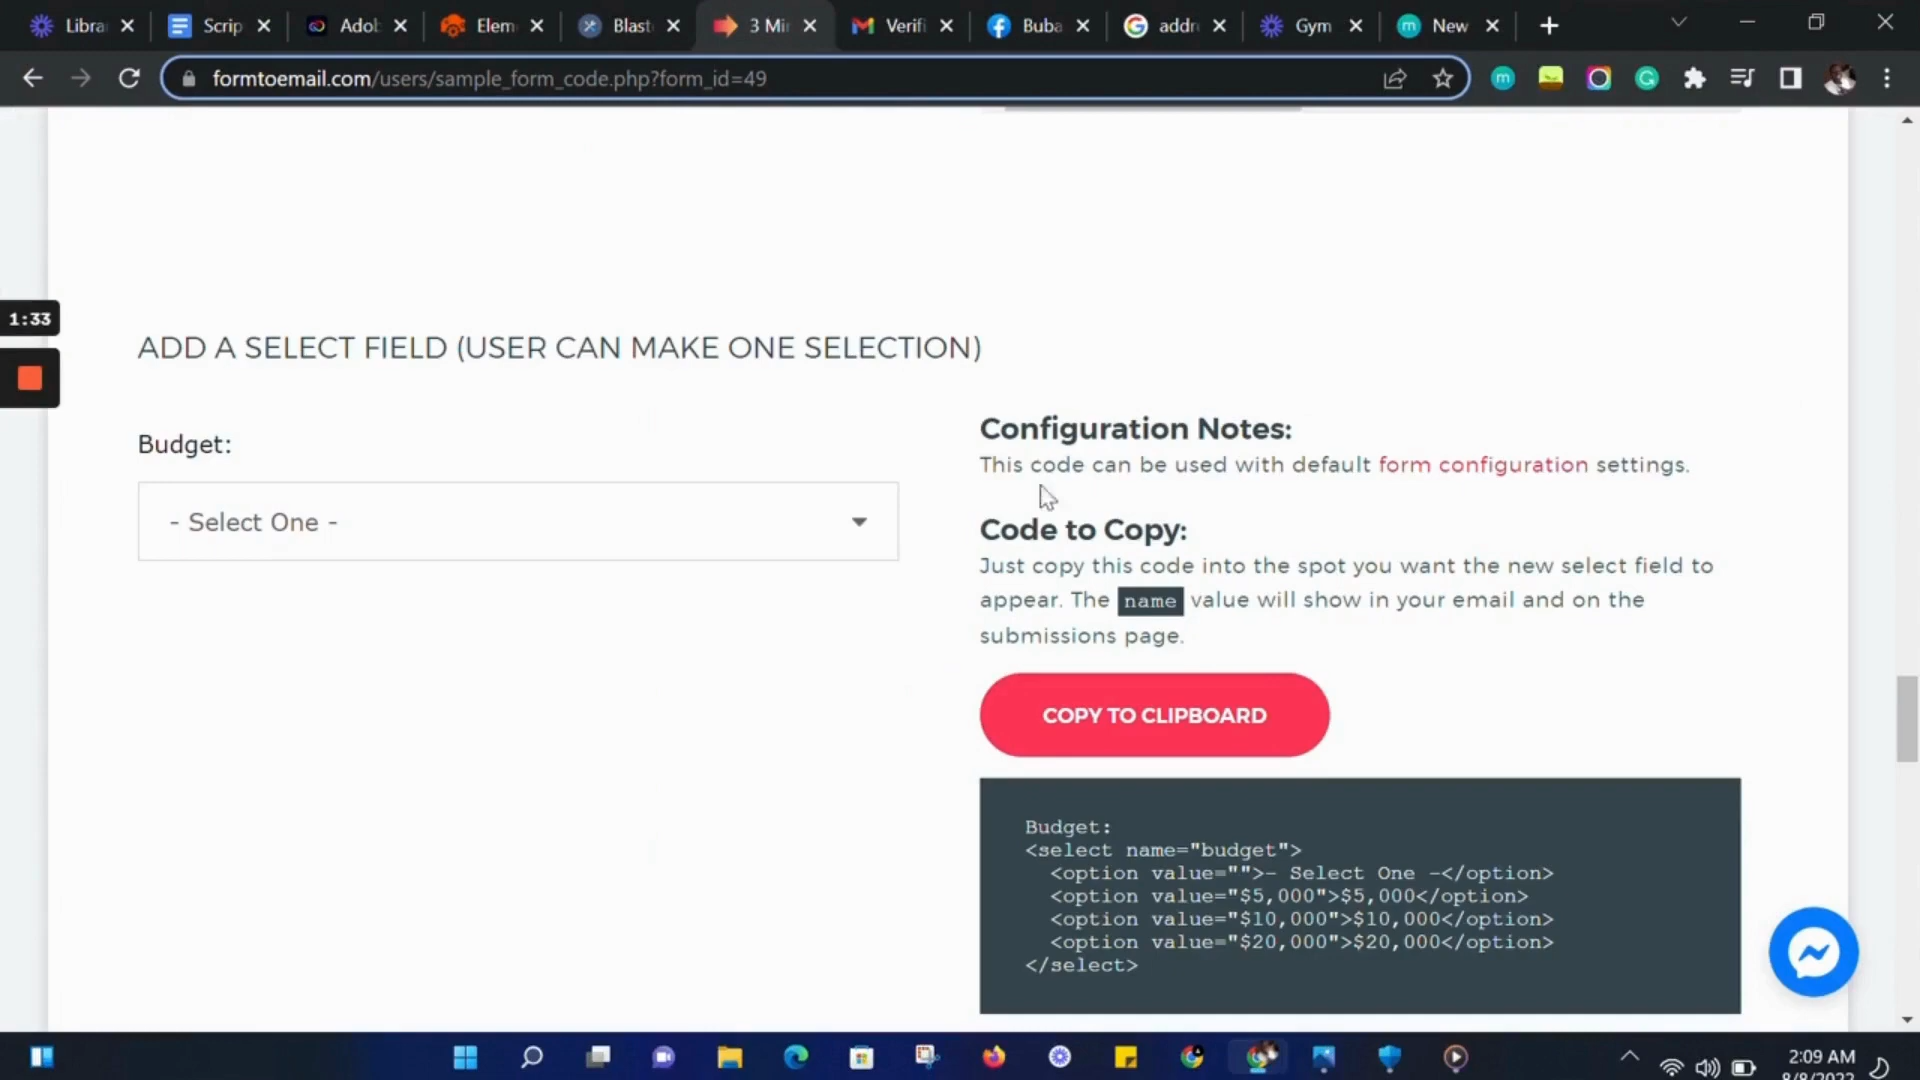 Libra
Scrip
Adob
Elem
Blast
3 Min
Verifi
Buba
addr
Gym
New
formtoemail.com/users/sample_form_code.php?form_id=49
1:33
ADD A SELECT FIELD (USER CAN MAKE ONE SELECTION)
Budget:
- Select One -
Configuration Notes:
This code can be used with default form configuration settings.
Code to Copy:
Just copy this code into the spot you want the new select field to
appear. The name value will show in your email and on the
submissions page.
COPY TO CLIPBOARD
Budget:
<select name="budget">
<option value="">- Select One -</option>
<option value="$5,000">$5,000</option>
<option value="$10,000">$10,000</option>
<option value="$20,000">$20,000</option>
</select>
2:09 AM
8/8/2022